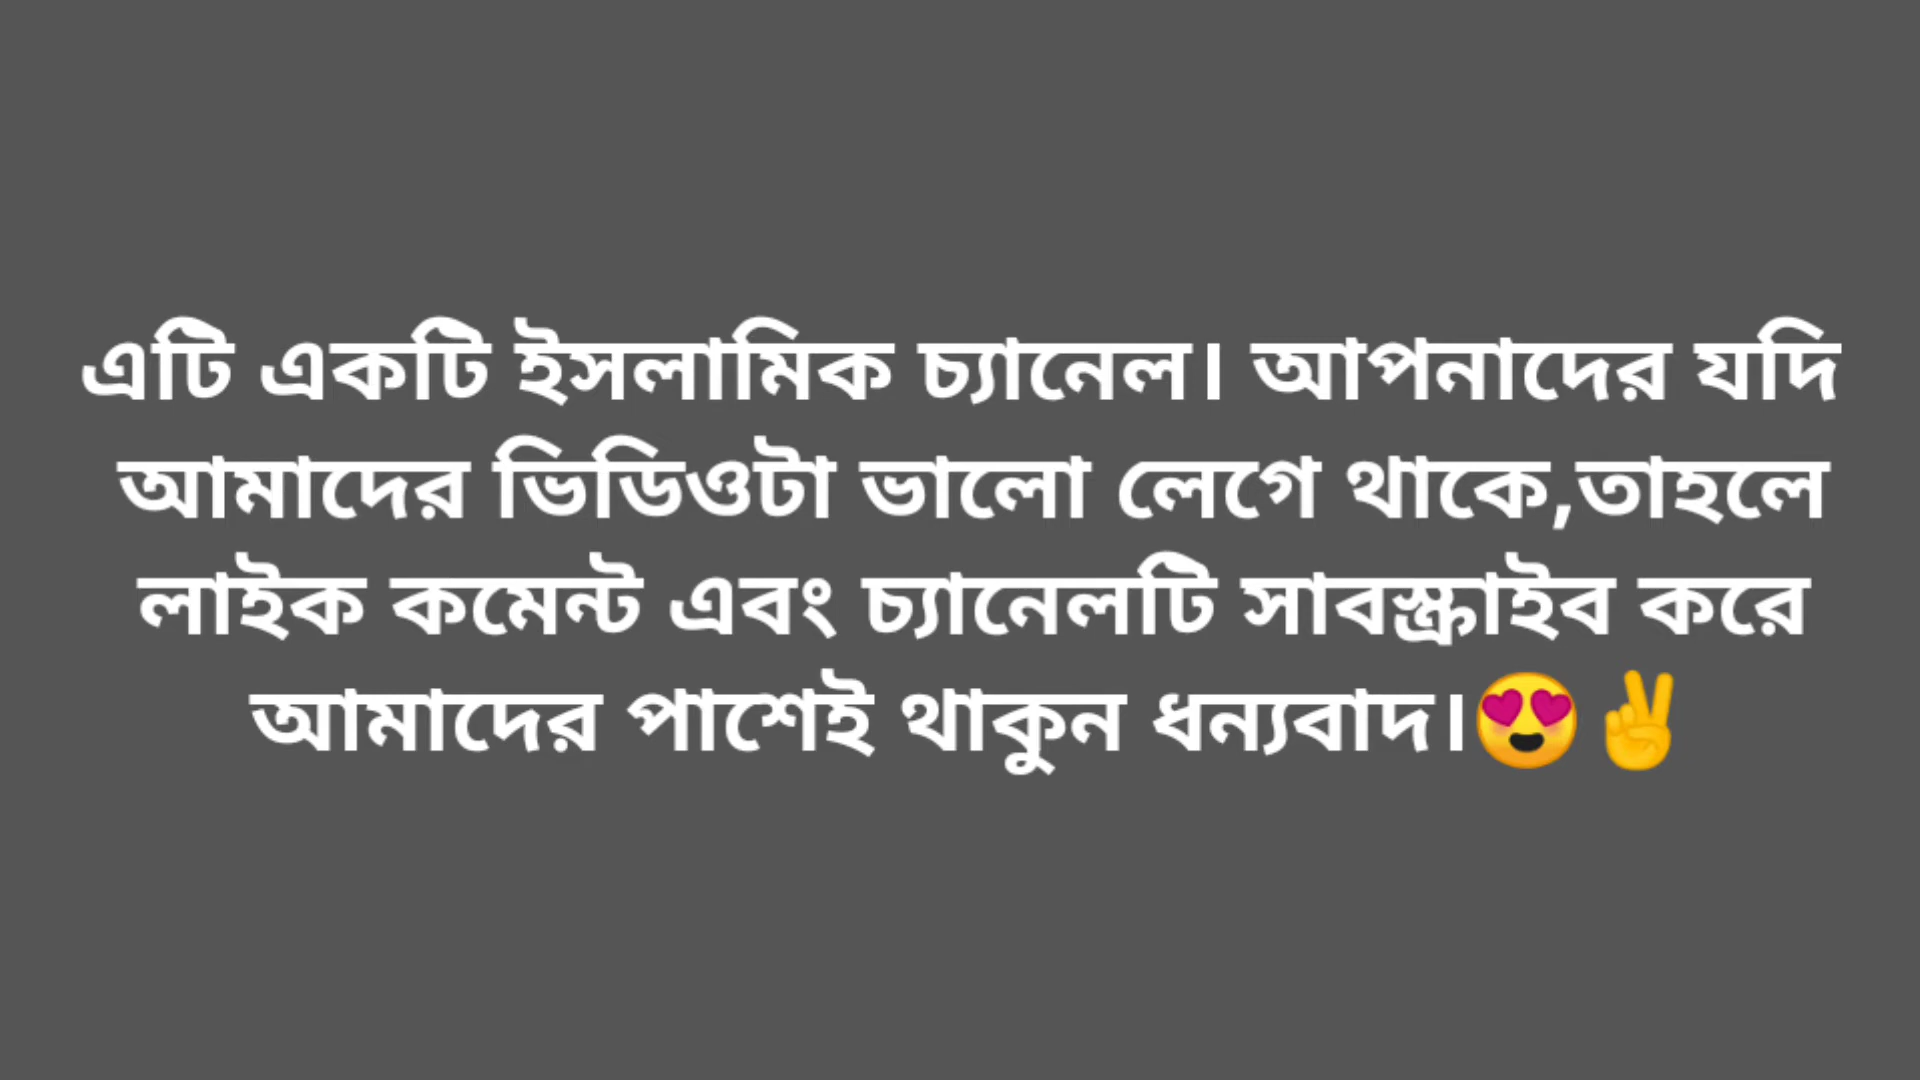 এটি একটি ইসলামিক চ্যানেল। আপনাদের যদি
আমাদের ভিডিওটা ভালো লেগে থাকে,তাহলে
লাইক কমেন্ট এবং চ্যানেলটি সাবস্ক্রাইব করে
আমাদের পাশেই থাকুন ধন্যবাদ।😍✌️